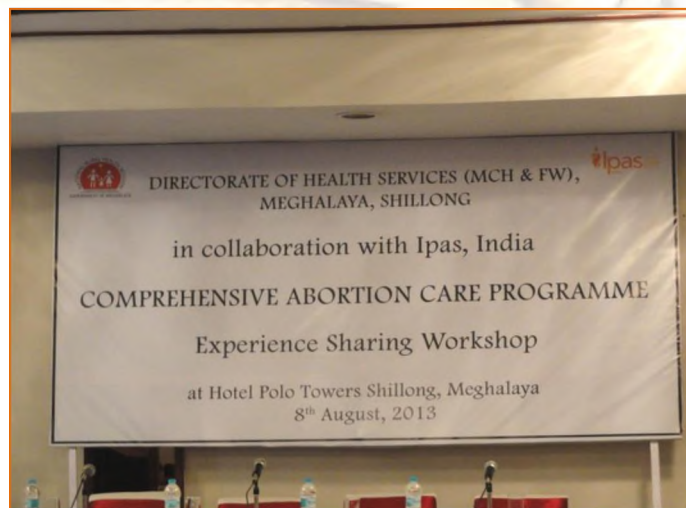 Ipas
DIRECTORATE OF HEALTH SERVICES (MCH & FW),
MEGHALAYA, SHILLONG
in collaboration with Ipas, India
COMPREHENSIVE ABORTION CARE PROGRAMME
Experience Sharing Workshop
at Hotel Polo Towers Shillong, Meghalaya
8th August, 2013